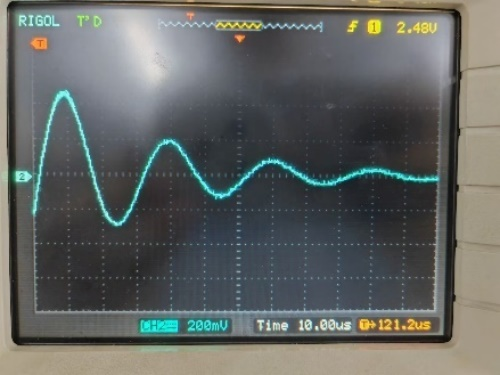 RIGOL T'D 1 2.48V
T
2
CH2 200mV Time 10.00us T→121.2us